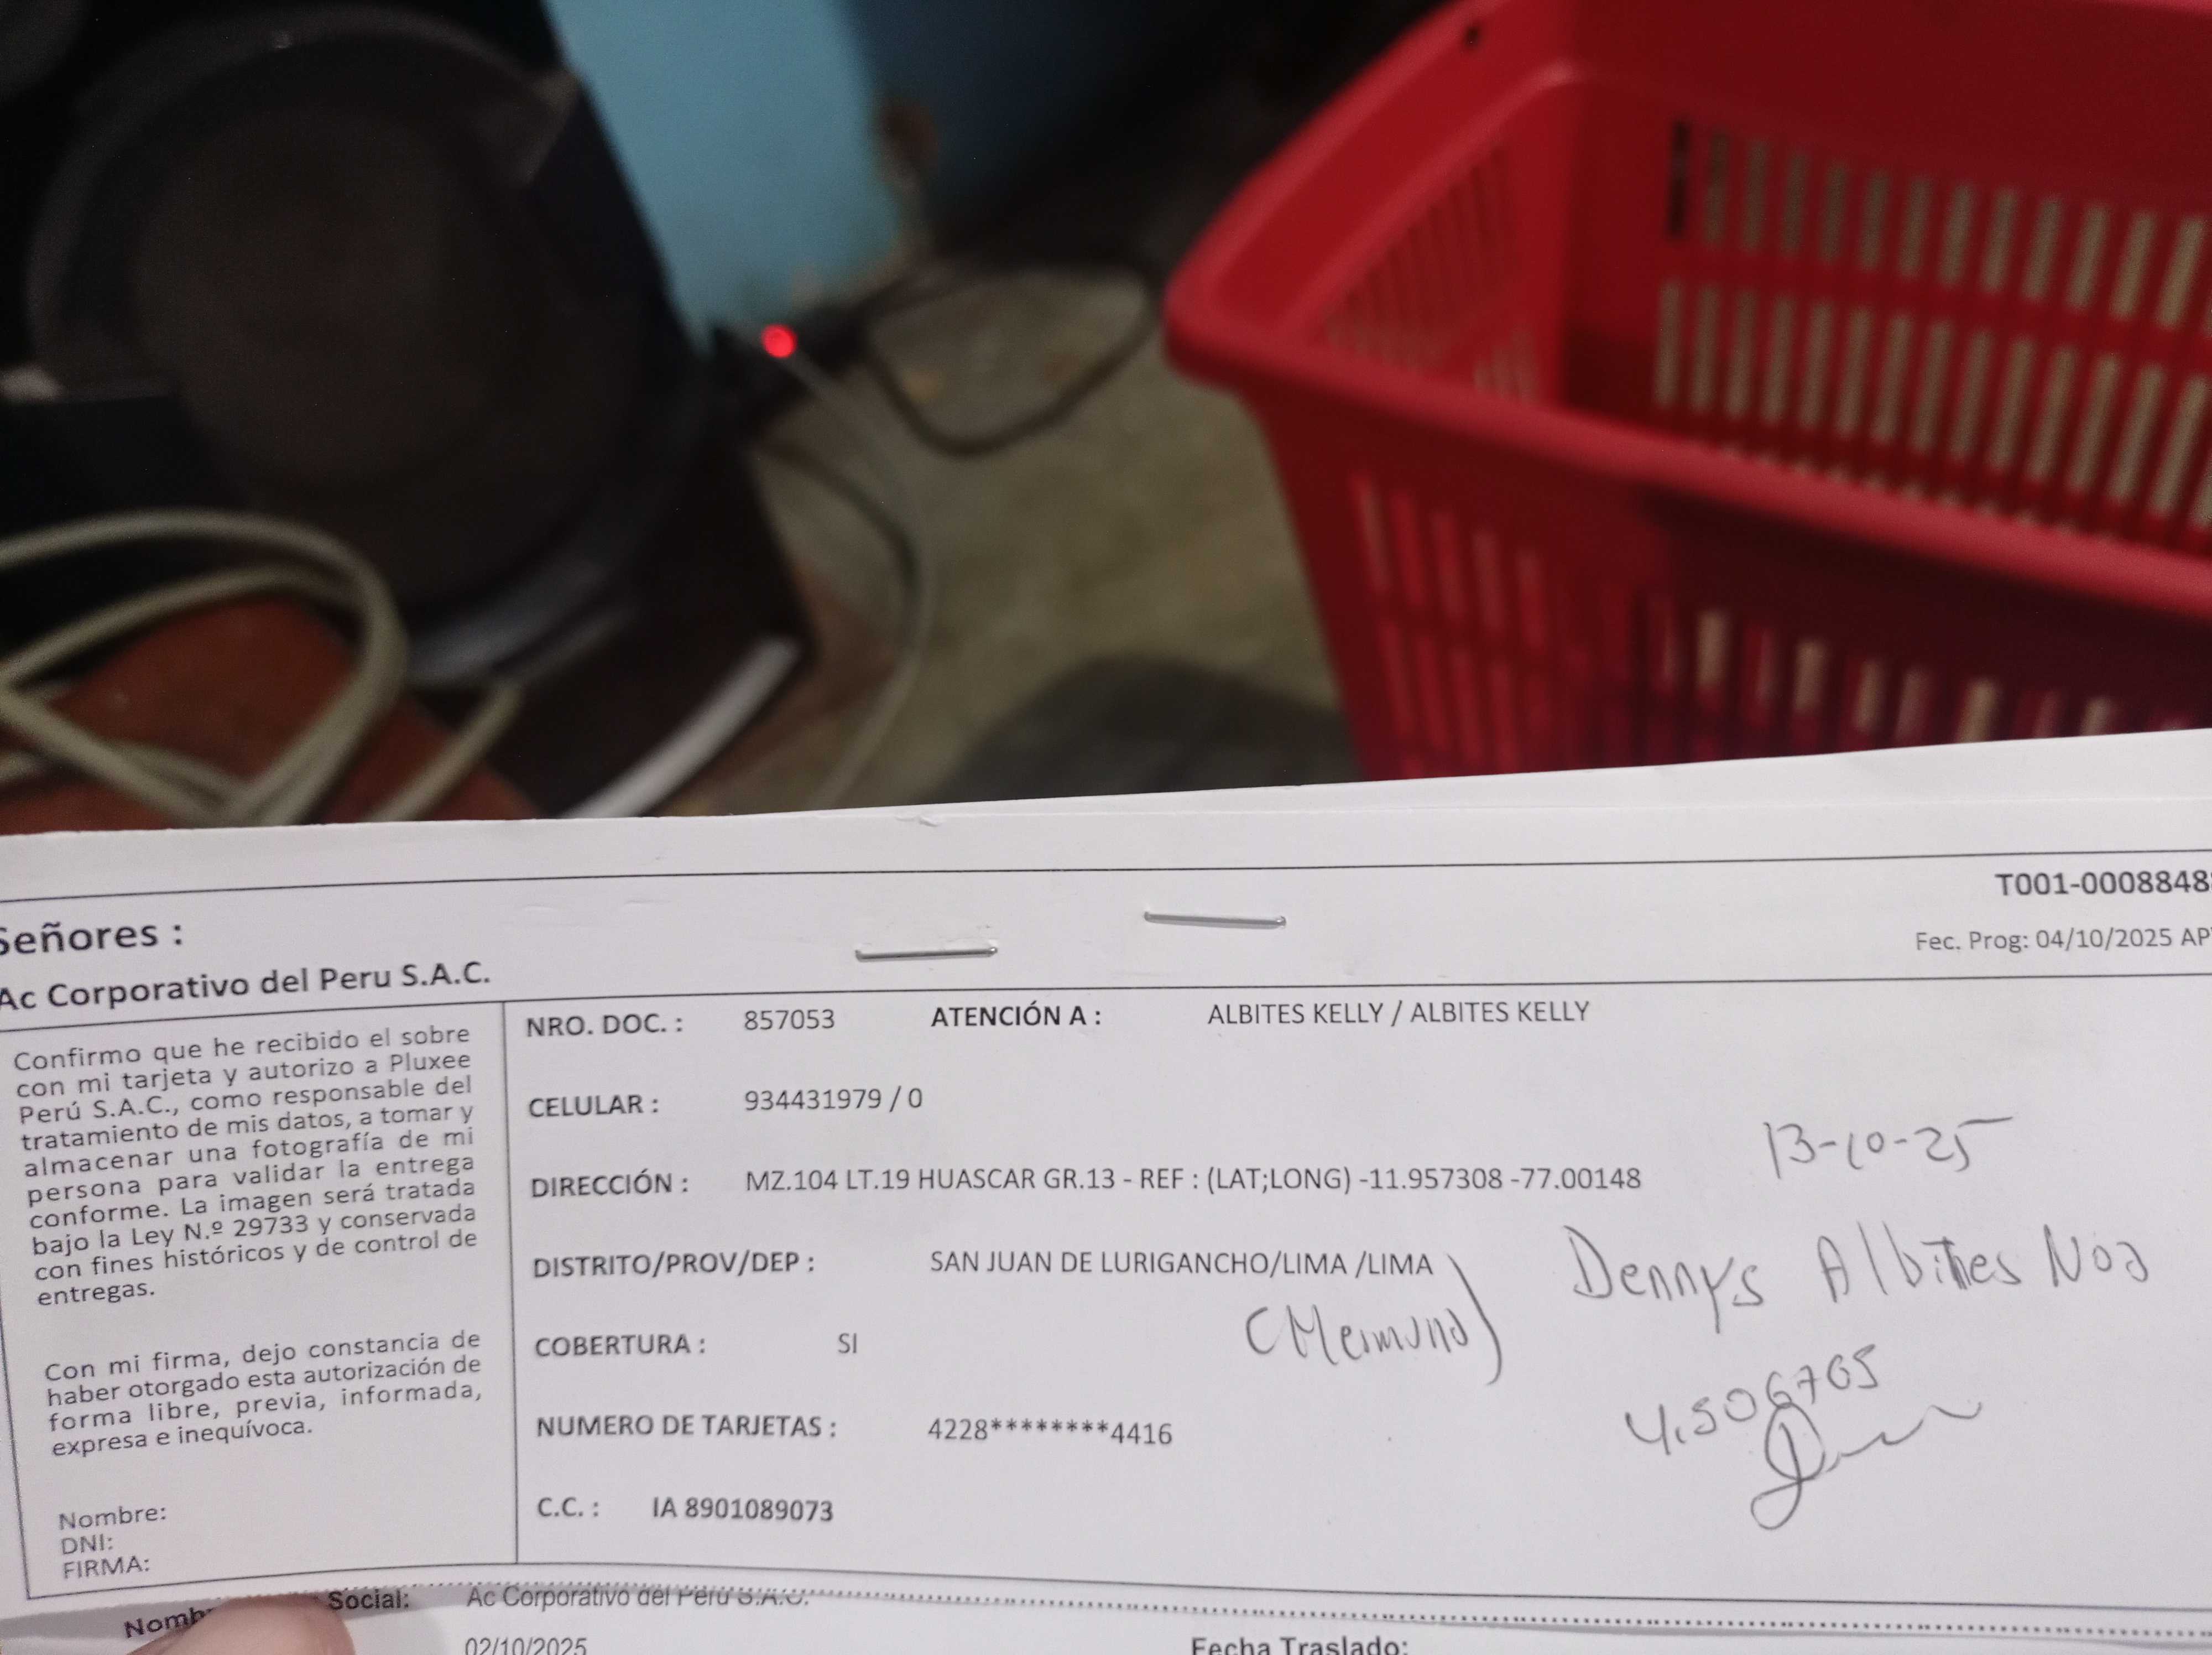 T001-0008848
Señores :
Fec. Prog: 04/10/2025
Ac Corporativo del Peru S.A.C.
Confirmo que he recibido el sobre
con mi tarjeta y autorizo a Pluxee
Perú S.A.C., como responsable del
tratamiento de mis datos, a tomar y
almacenar una fotografía de mi
persona para validar la entrega
conforme. La imagen será tratada
bajo la Ley N.º 29733 y conservada
con fines históricos y de control de
entregas.
Con mi firma, dejo constancia de
haber otorgado esta autorización de
forma libre, previa, informada,
expresa e inequívoca.
Nombre:
DNI:
FIRMA:
NRO. DOC. : 857053 ATENCIÓN A : ALBITES KELLY / ALBITES KELLY
CELULAR : 934431979 / 0
DIRECCIÓN : MZ.104 LT.19 HUASCAR GR.13 - REF : (LAT;LONG) -11.957308 -77.00148
DISTRITO/PROV/DEP : SAN JUAN DE LURIGANCHO/LIMA /LIMA
COBERTURA : SI
NUMERO DE TARJETAS : 4228********4416
C.C. : IA 8901089073
13-10-25
Dennys Albites Noa
(Hermano)
Social: Ac Corporativo del Peru S.A.C.
02/10/2025 Fecha Traslado: